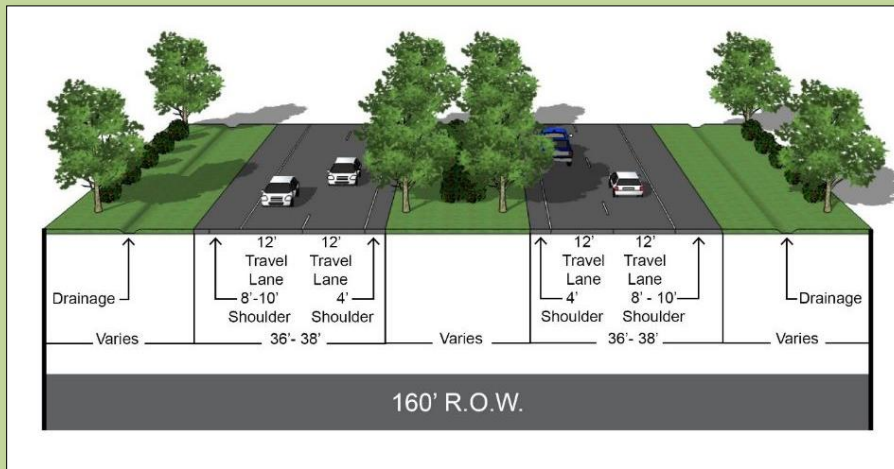 12' 12' 12' 12'
Travel Travel Travel Travel
Lane Lane Lane Lane
Drainage 8'-10' 4' 4' 8' - 10' Drainage
Shoulder Shoulder Shoulder Shoulder
Varies 36'- 38' Varies 36'- 38' Varies
160' R.O.W.